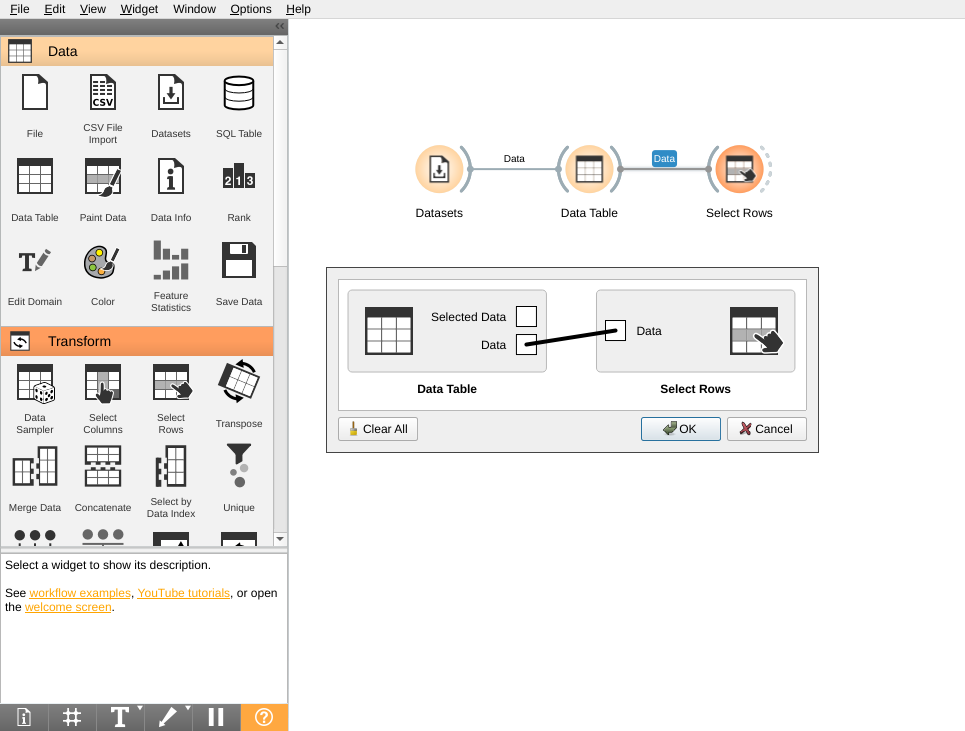 File Edit View Widget Window Options Help
Data
File
CSV
CSV File
Import
Datasets
SQL Table
Data Table
Paint Data
Data Info
2 1 3
Rank
Edit Domain
Color
Feature
Statistics
Save Data
Transform
Data
Sampler
Select
Columns
Select
Rows
Transpose
Merge Data
Concatenate
Select by
Data Index
Unique
Select a widget to show its description.
See workflow examples, YouTube tutorials, or open
the welcome screen.
Data
Data
Datasets
Data Table
Select Rows
Selected Data
Data
Data
Data Table
Select Rows
Clear All
OK
Cancel